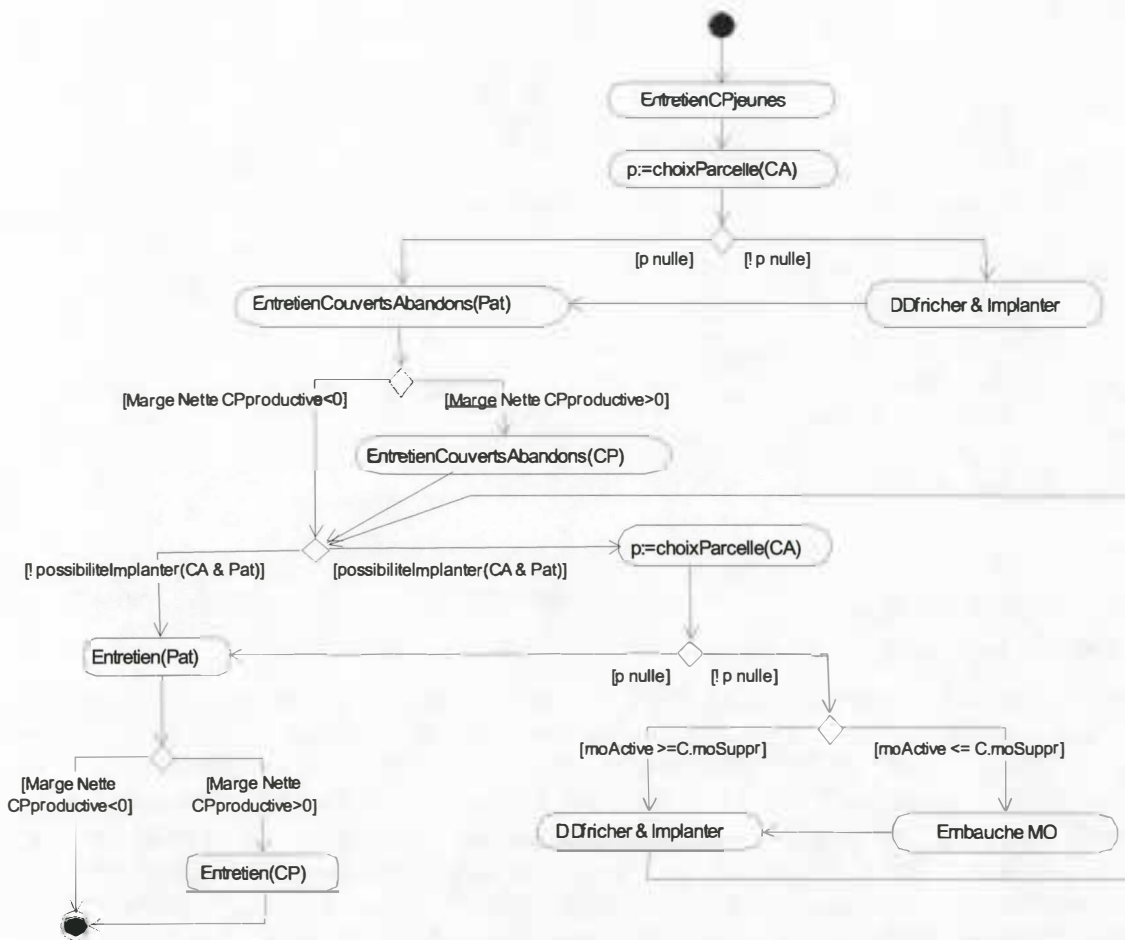 EntretienCPjeunes
p:=choixParcelle(CA)
[p nulle]
[! p nulle]
EntretienCouvertsAbandons(Pat)
DDfricher & Implanter
[Marge Nette CPproductive<0]
[Marge Nette CPproductive>0]
EntretienCouvertsAbandons(CP)
p:=choixParcelle(CA)
[! possibiliteImplanter(CA & Pat)]
[possibiliteImplanter(CA & Pat)]
Entretien(Pat)
[p nulle]
[! p nulle]
[moActive >=C.moSuppr]
[moActive <= C.moSuppr]
[Marge Nette
CPproductive<0]
[Marge Nette
CPproductive>0]
DDfricher & Implanter
Embauche MO
Entretien(CP)